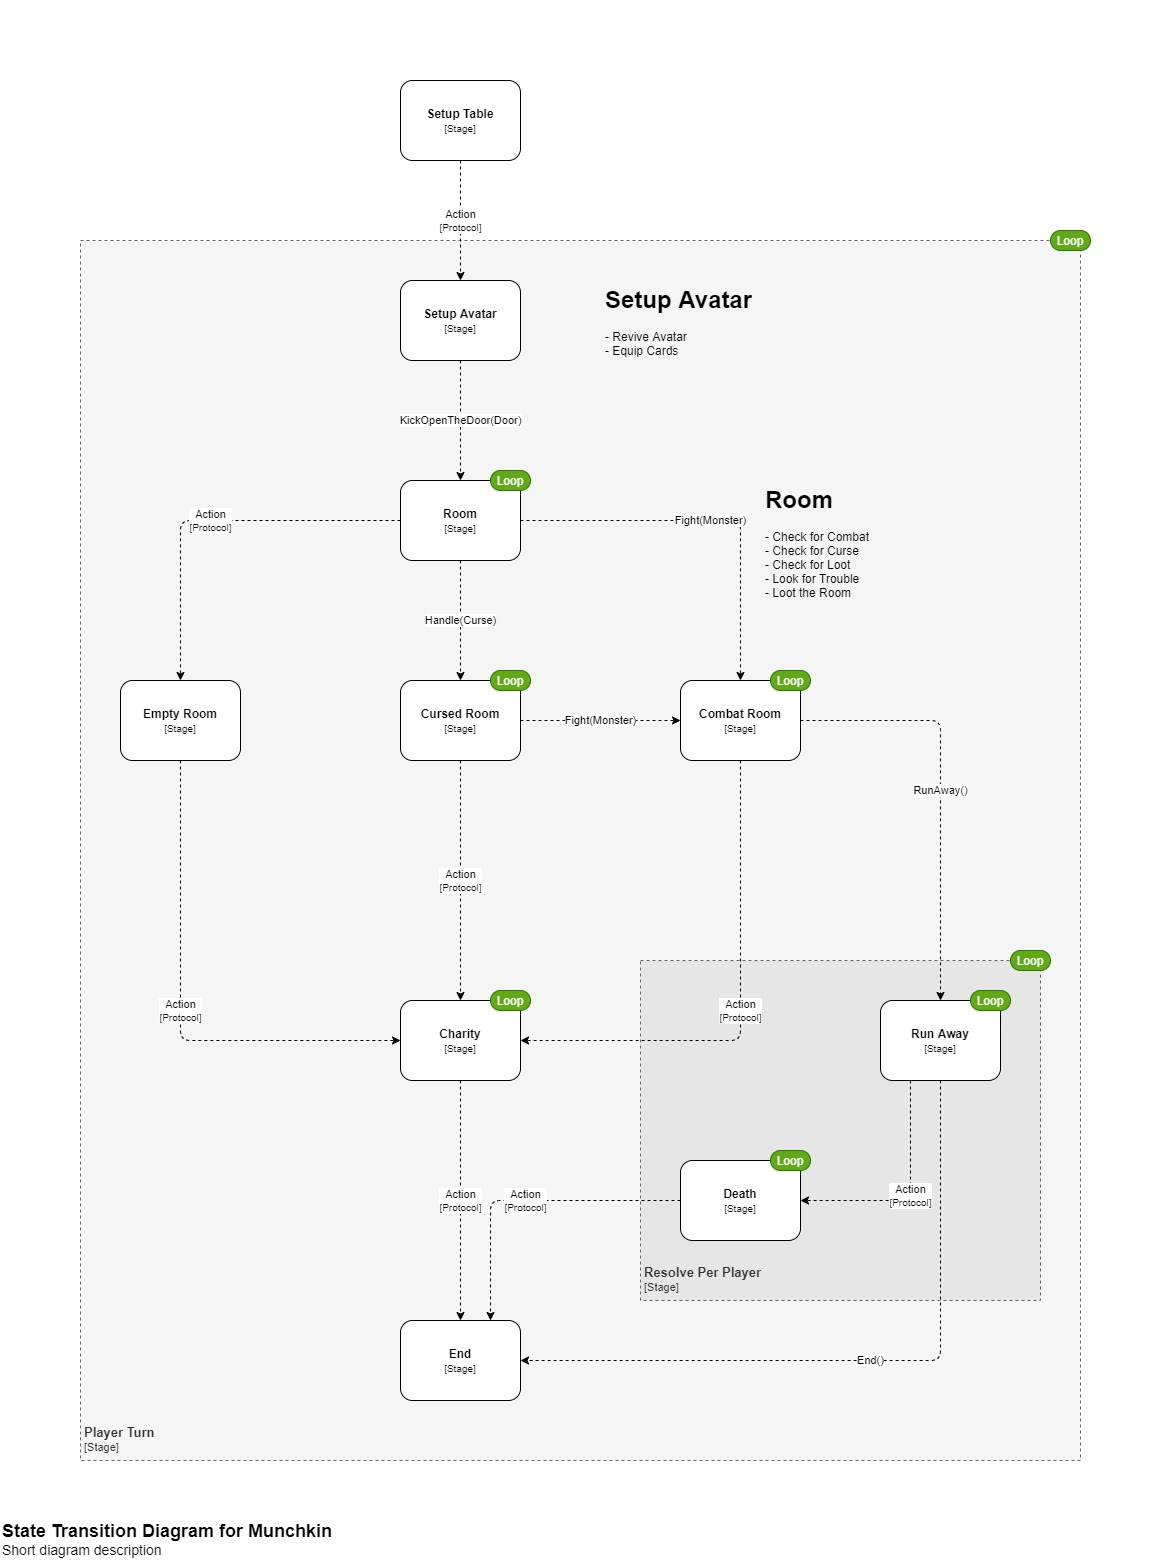 Setup Table
[Stage]
Action
[Protocol]
Loop
Setup Avatar
[Stage]
Setup Avatar
- Revive Avatar
- Equip Cards
KickOpenTheDoor(Door)
Loop
Room
[Stage]
Action
[Protocol]
Fight(Monster)
Room
- Check for Combat
- Check for Curse
- Check for Loot
- Look for Trouble
- Loot the Room
Handle(Curse)
Empty Room
[Stage]
Loop
Cursed Room
[Stage]
Fight(Monster)
Loop
Combat Room
[Stage]
RunAway()
Action
[Protocol]
Loop
Action
[Protocol]
Loop
Charity
[Stage]
Action
[Protocol]
Loop
Run Away
[Stage]
Action
[Protocol]
Action
[Protocol]
Loop
Death
[Stage]
Action
[Protocol]
Resolve Per Player
[Stage]
End
[Stage]
End()
Player Turn
[Stage]
State Transition Diagram for Munchkin
Short diagram description